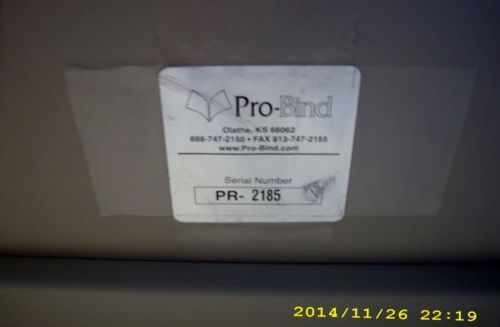 Pro-Bind
Olathe, KS 66062
888-747-2150 • FAX 913-747-2155
www.Pro-Bind.com
Serial Number
PR- 2185
2014/11/26 22:19